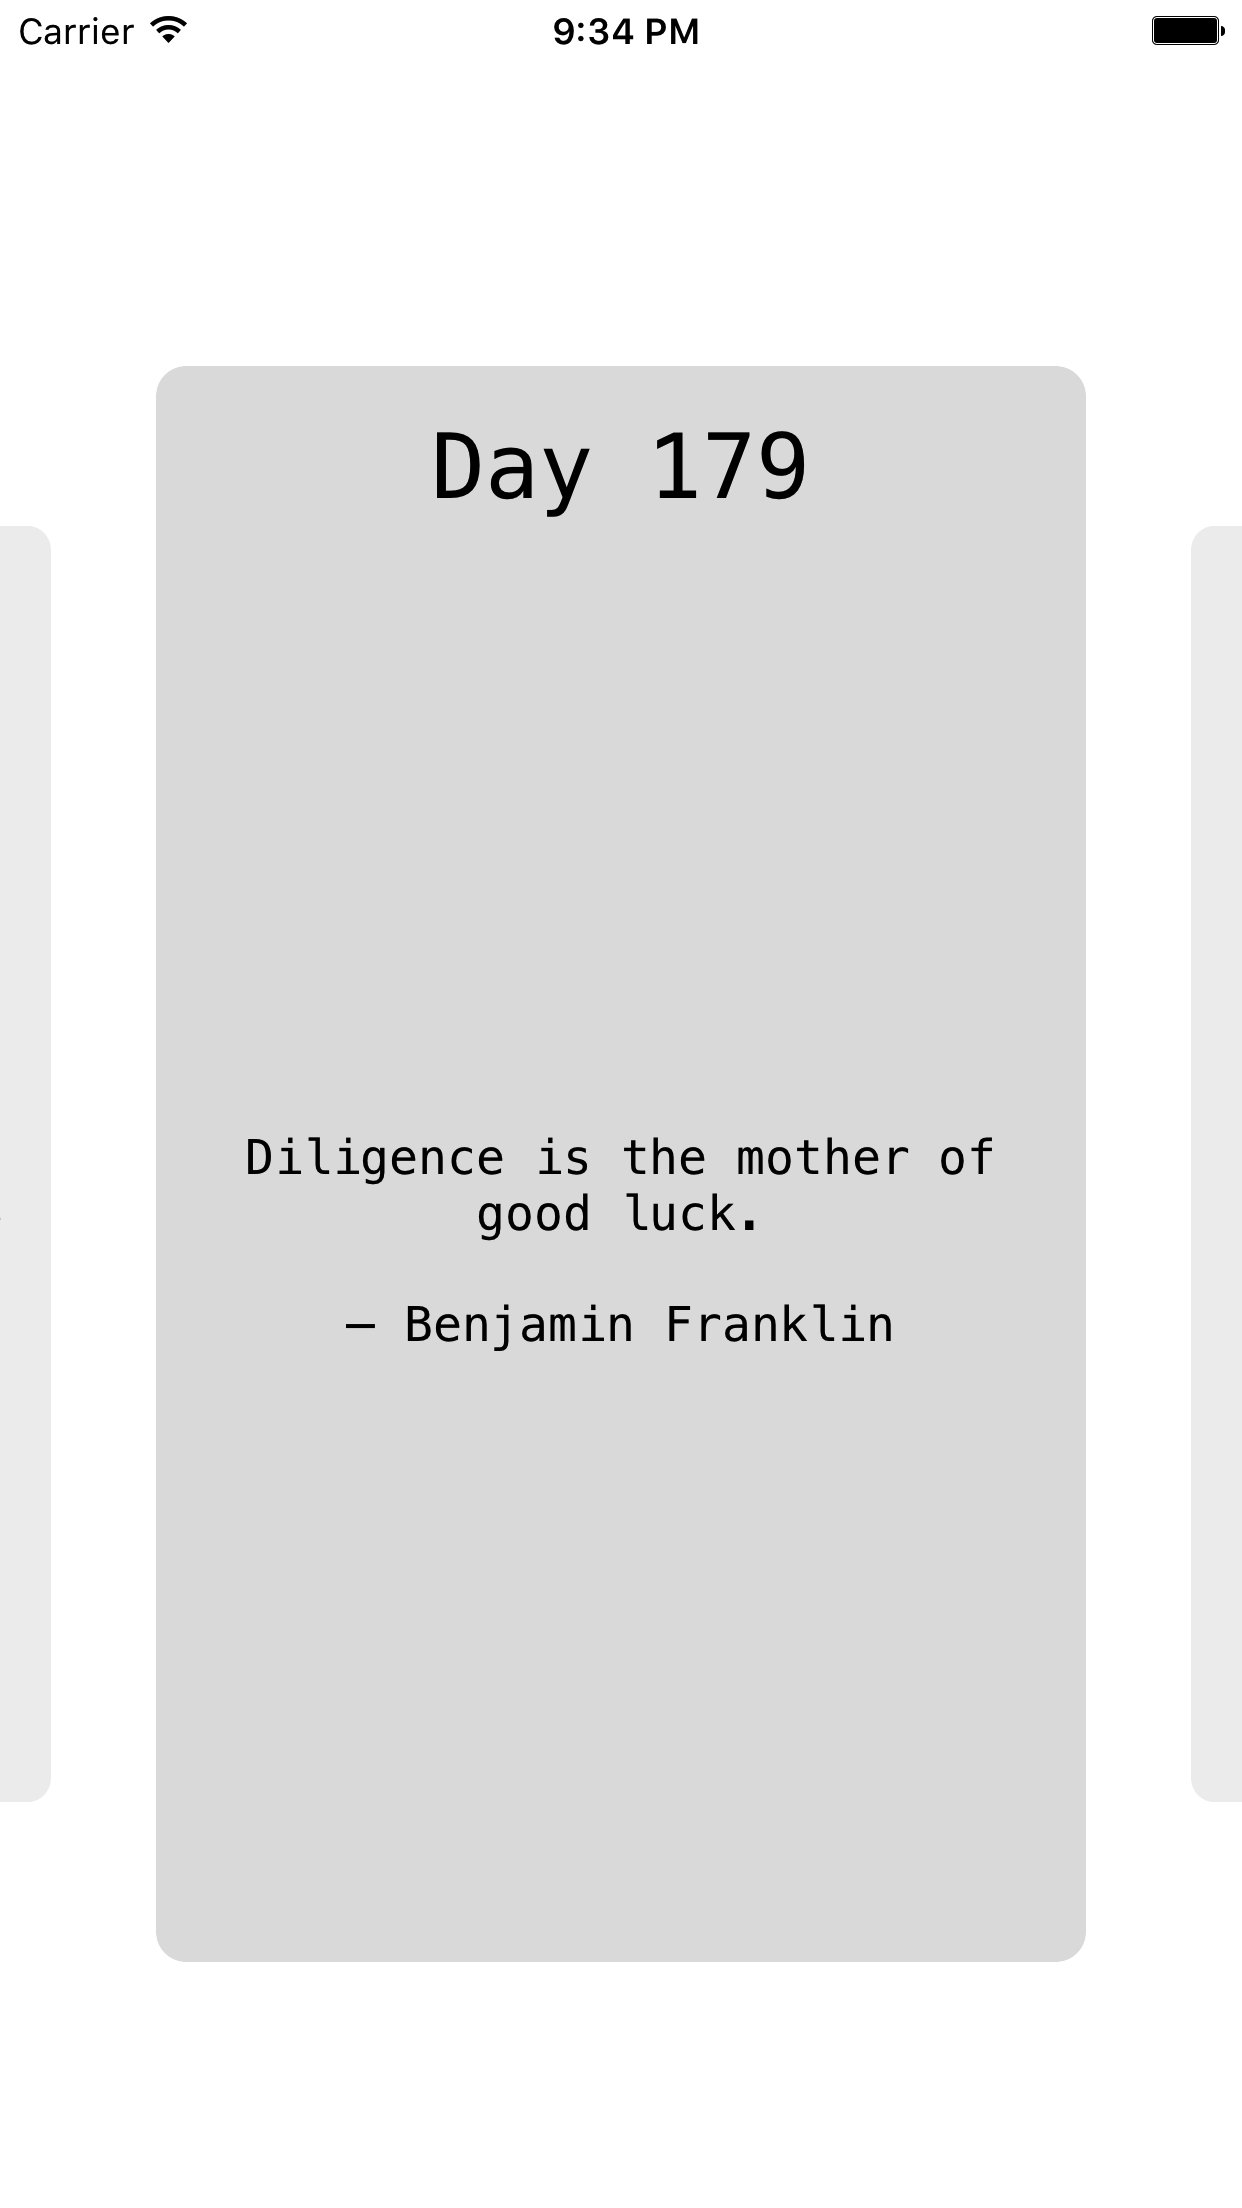 Carrier 9:34 PM
Day 179
Diligence is the mother of
good luck.
– Benjamin Franklin